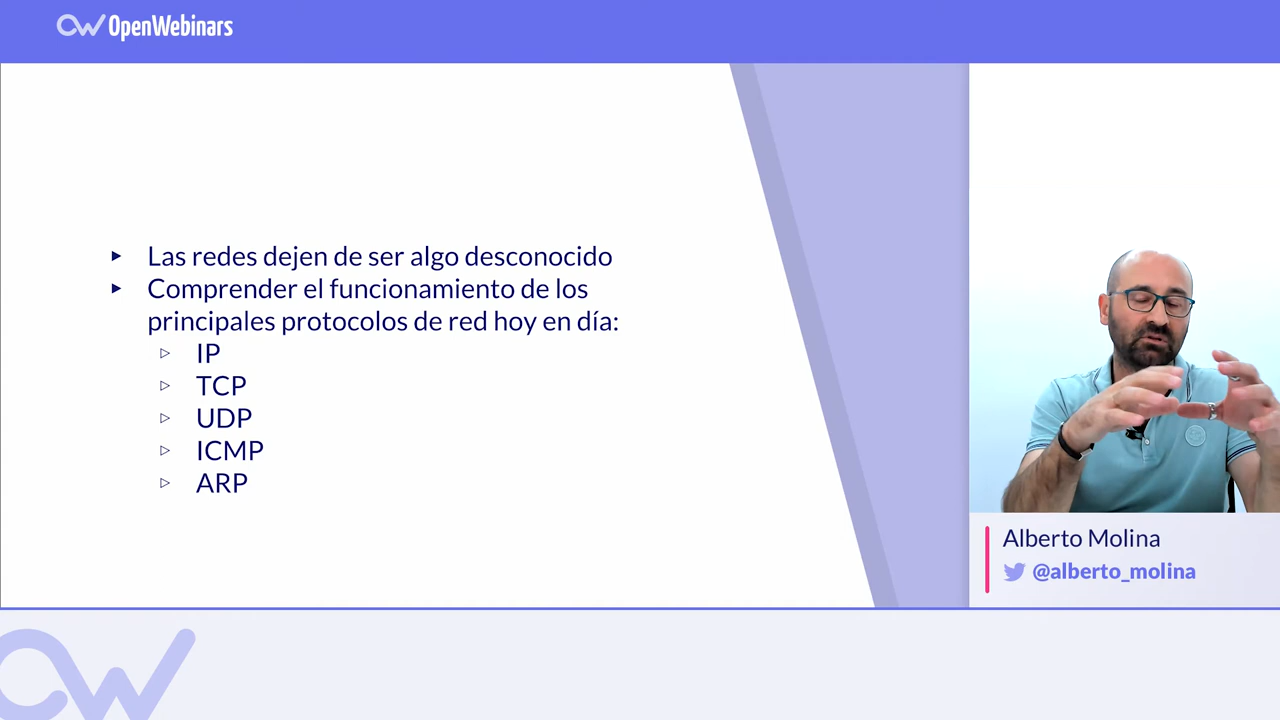 OpenWebinars
Las redes dejen de ser algo desconocido
Comprender el funcionamiento de los
principales protocolos de red hoy en día:
IP
TCP
UDP
ICMP
ARP
Alberto Molina
@alberto_molina